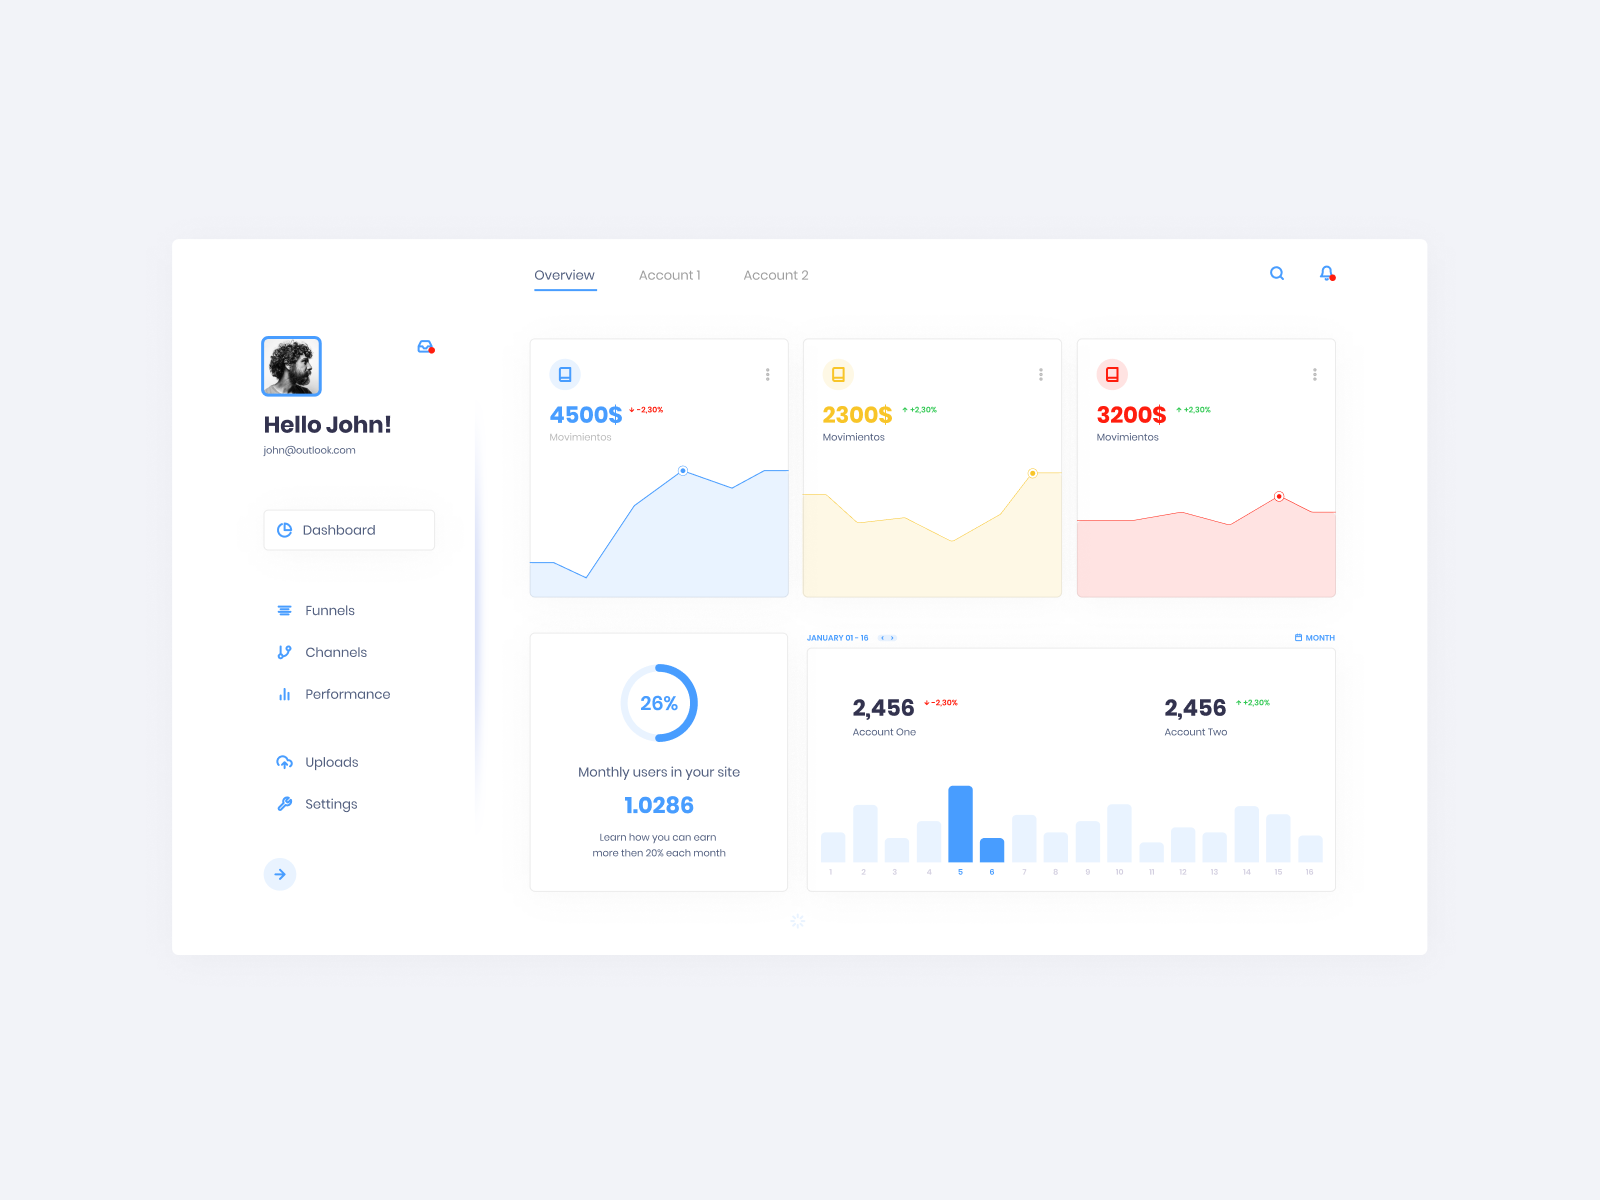 Overview
Account 1
Account 2
Hello John!
john@outlook.com
Dashboard
Funnels
Channels
Performance
Uploads
Settings
4500$
-2,30%
Movimientos
2300$
+2,30%
Movimientos
3200$
+2,30%
Movimientos
26%
Monthly users in your site
1.0286
Learn how you can earn
more then 20% each month
JANUARY 01 - 16
MONTH
2,456
-2,30%
Account One
2,456
+2,30%
Account Two
1 2 3 4 5 6 7 8 9 10 11 12 13 14 15 16